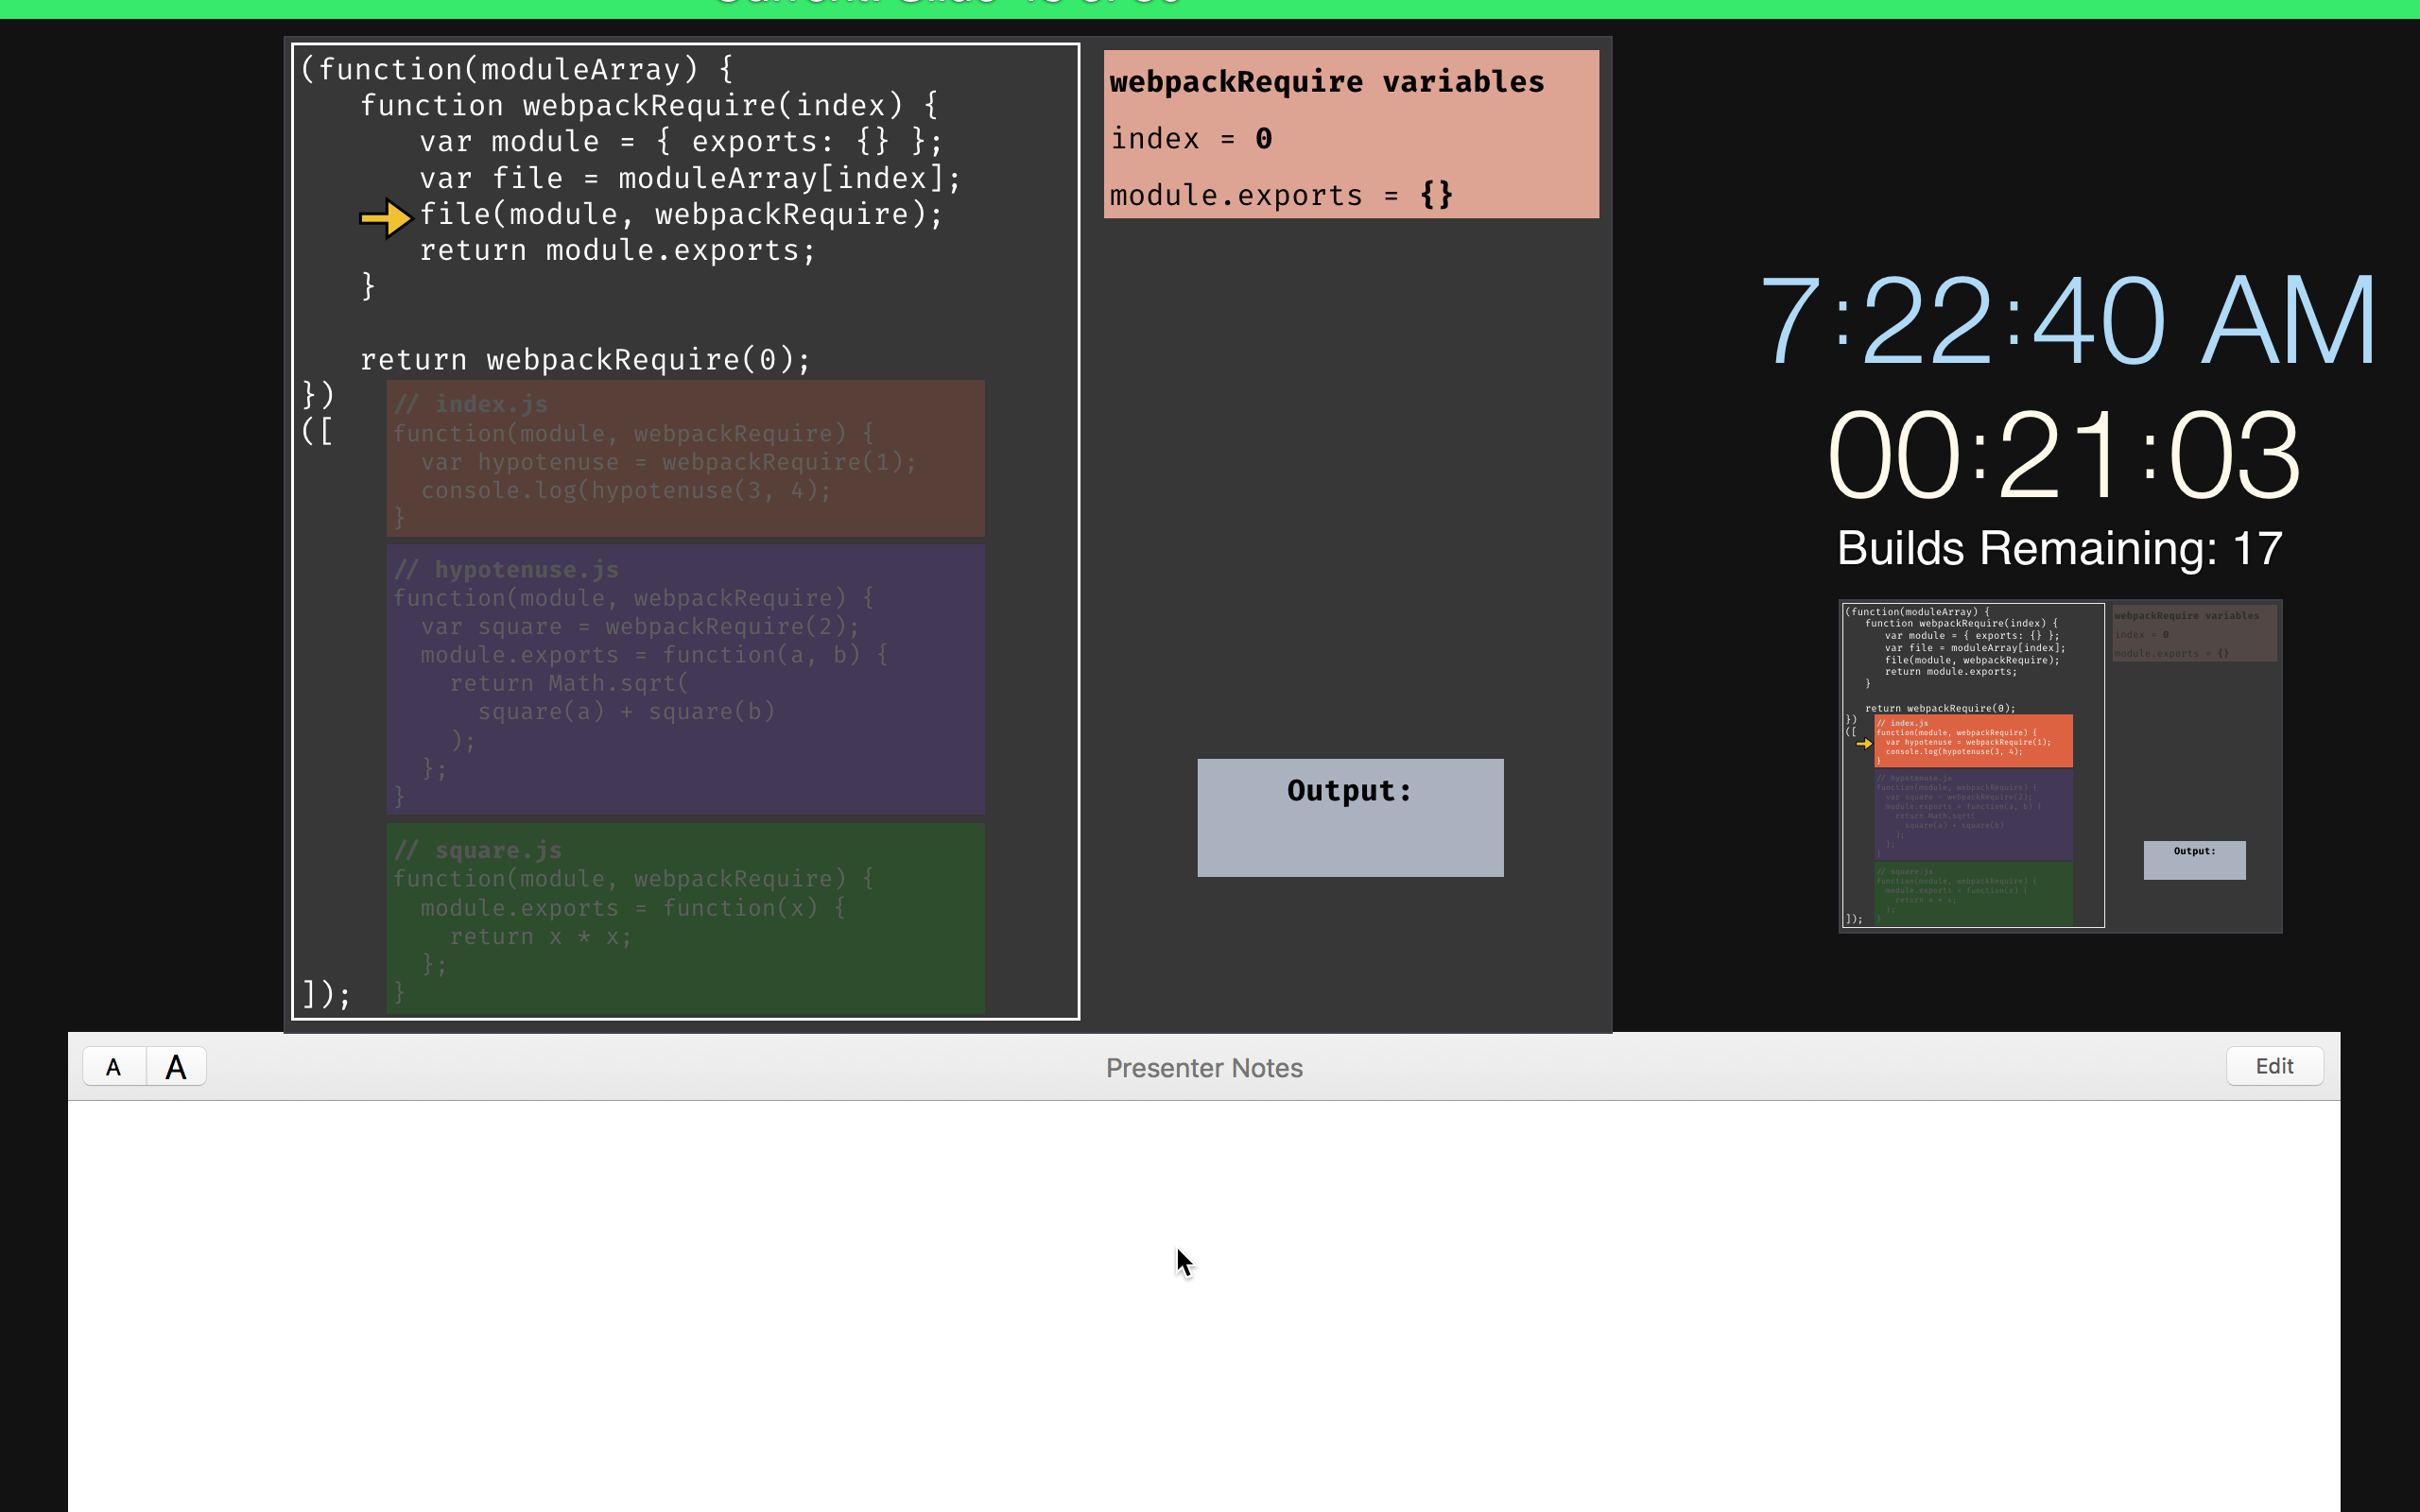 (function(moduleArray) {
function webpackRequire(index) {
var module = { exports: {} };
var file = moduleArray[index];
file(module, webpackRequire);
return module.exports;
}
return webpackRequire(0);
})
([
// index.js
function(module, webpackRequire) {
var hypotenuse = webpackRequire(1);
console.log(hypotenuse(3, 4);
}
// hypotenuse.js
function(module, webpackRequire) {
var square = webpackRequire(2);
module.exports = function(a, b) {
return Math.sqrt(
square(a) + square(b)
);
};
}
// square.js
function(module, webpackRequire) {
module.exports = function(x) {
return x * x;
};
}
]);
webpackRequire variables
index = 0
module.exports = {}
Output:
7:22:40 AM
00:21:03
Builds Remaining: 17
(function(moduleArray) {
function webpackRequire(index) {
var module = { exports: {} };
var file = moduleArray[index];
file(module, webpackRequire);
return module.exports;
}
return webpackRequire(0);
})
([
// index.js
function(module, webpackRequire) {
var hypotenuse = webpackRequire(1);
console.log(hypotenuse(3, 4);
}
// hypotenuse.js
function(module, webpackRequire) {
var square = webpackRequire(2);
module.exports = function(a, b) {
return Math.sqrt(
square(a) + square(b)
);
};
}
// square.js
function(module, webpackRequire) {
module.exports = function(x) {
return x * x;
};
}
]);
webpackRequire variables
index = 0
module.exports = {}
Output:
A A
Presenter Notes
Edit